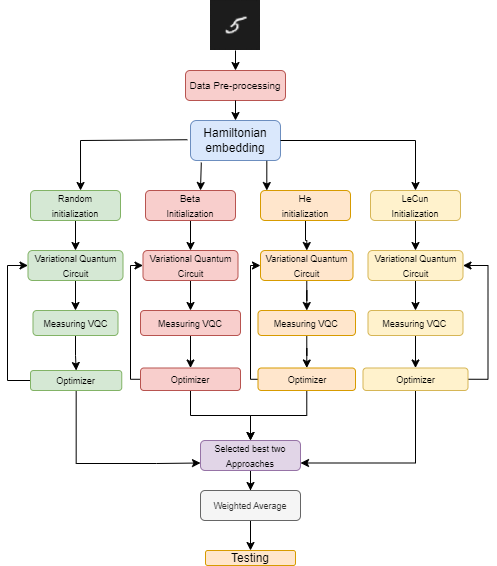 5
Data Pre-processing
Hamiltonian
embedding
Random
initialization
Beta
Initialization
He
initialization
LeCun
Initialization
Variational Quantum
Circuit
Variational Quantum
Circuit
Variational Quantum
Circuit
Variational Quantum
Circuit
Measuring VQC
Measuring VQC
Measuring VQC
Measuring VQC
Optimizer
Optimizer
Optimizer
Optimizer
Selected best two
Approaches
Weighted Average
Testing